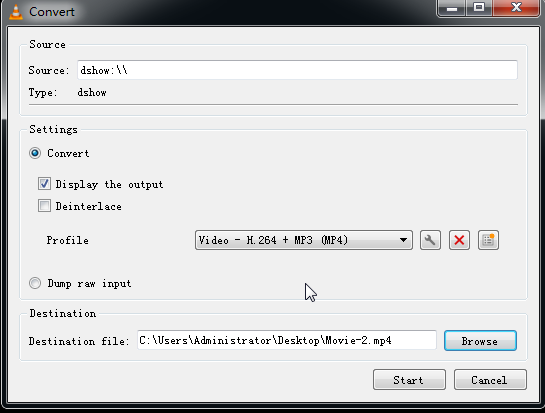 Convert
Source
Source: dshow:\\
Type: dshow
Settings
Convert
Display the output
Deinterlace
Profile Video - H.264 + MP3 (MP4)
Dump raw input
Destination
Destination file: C:\Users\Administrator\Desktop\Movie-2.mp4 Browse
Start Cancel